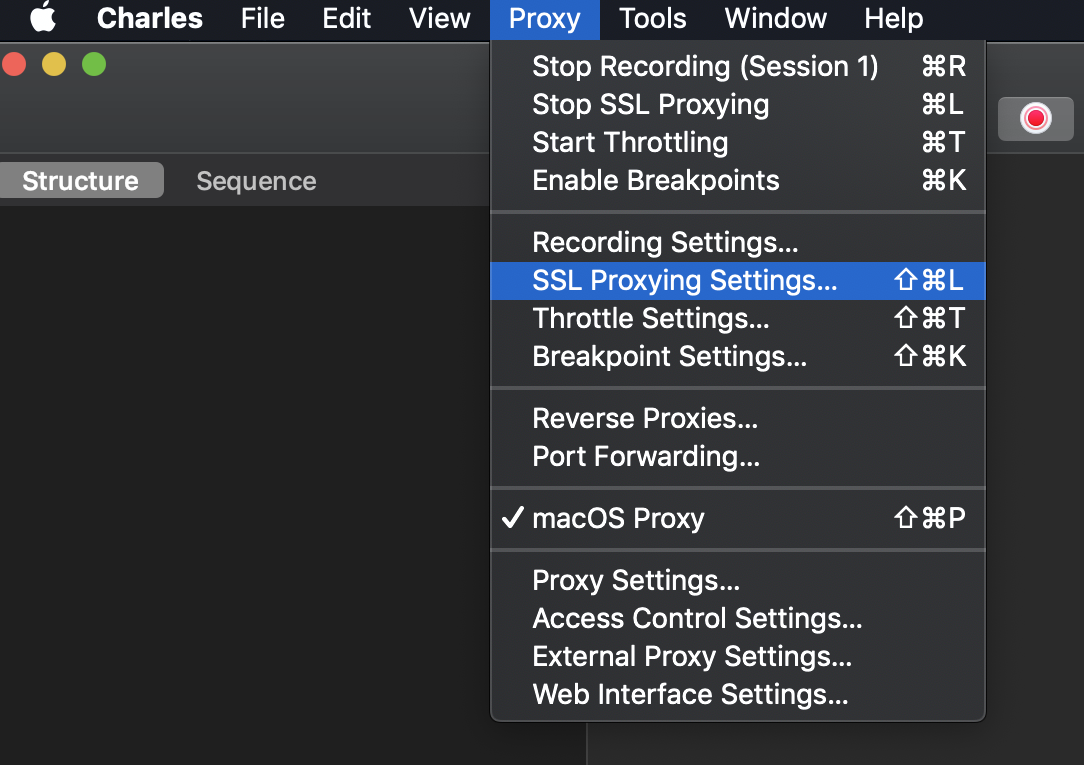 Charles File Edit View Proxy Tools Window Help
Stop Recording (Session 1) ⌘R
Stop SSL Proxying ⌘L
Start Throttling ⌘T
Enable Breakpoints ⌘K
Structure Sequence
Recording Settings...
SSL Proxying Settings... ⇧⌘L
Throttle Settings... ⇧⌘T
Breakpoint Settings... ⇧⌘K
Reverse Proxies...
Port Forwarding...
✓ macOS Proxy ⇧⌘P
Proxy Settings...
Access Control Settings...
External Proxy Settings...
Web Interface Settings...